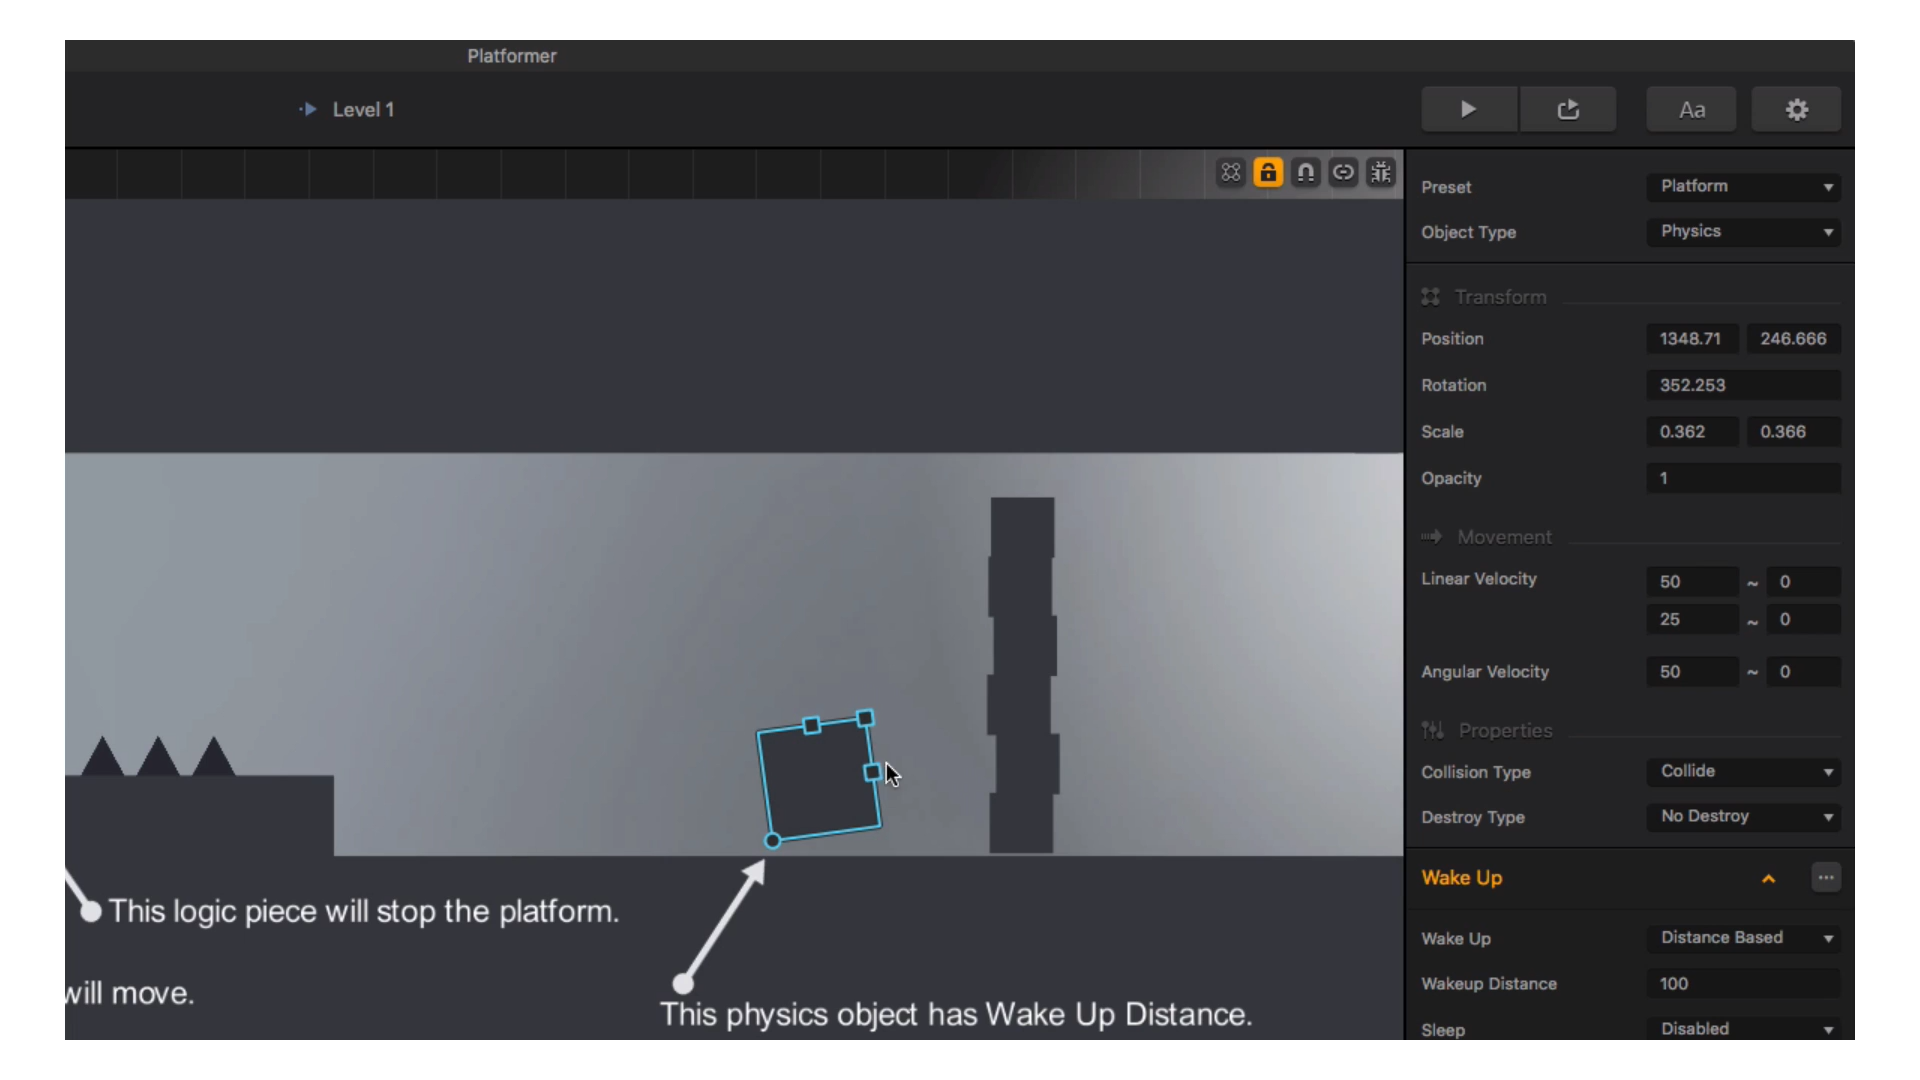 Platformer
Level 1
Aa
Preset
Platform
Object Type
Physics
Transform
Position
1348.71 246.666
Rotation
352.253
Scale
0.362 0.366
Opacity
1
Movement
Linear Velocity
50 ~ 0
25 ~ 0
Angular Velocity
50 ~ 0
Properties
Collision Type
Collide
Destroy Type
No Destroy
Wake Up
Wake Up
Distance Based
Wakeup Distance
100
Sleep
Disabled
This logic piece will stop the platform.
will move.
This physics object has Wake Up Distance.